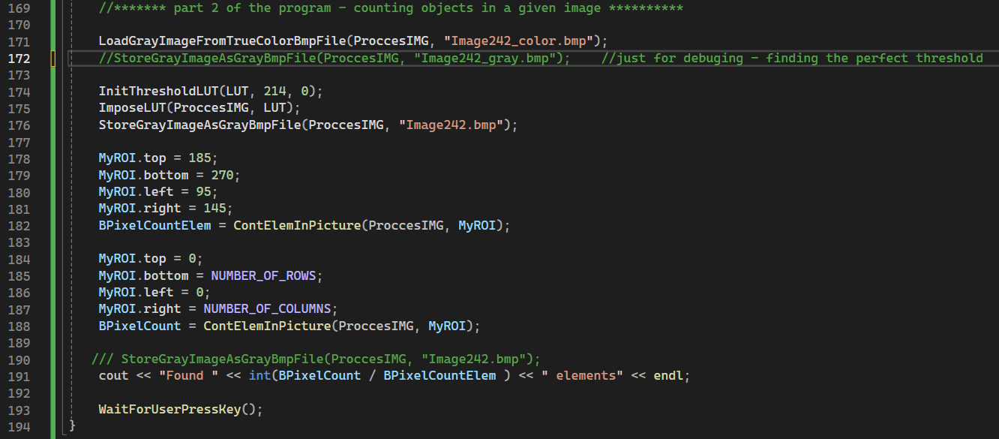 169 //******* part 2 of the program - counting objects in a given image **********
170
171 LoadGrayImageFromTrueColorBmpFile(ProccesIMG, "Image242_color.bmp");
172 //StoreGrayImageAsGrayBmpFile(ProccesIMG, "Image242_gray.bmp");    //just for debuging - finding the perfect threshold
173
174 InitThresholdLUT(LUT, 214, 0);
175 ImposeLUT(ProccesIMG, LUT);
176 StoreGrayImageAsGrayBmpFile(ProccesIMG, "Image242.bmp");
177
178 MyROI.top = 185;
179 MyROI.bottom = 270;
180 MyROI.left = 95;
181 MyROI.right = 145;
182 BPixelCountElem = ContElemInPicture(ProccesIMG, MyROI);
183
184 MyROI.top = 0;
185 MyROI.bottom = NUMBER_OF_ROWS;
186 MyROI.left = 0;
187 MyROI.right = NUMBER_OF_COLUMNS;
188 BPixelCount = ContElemInPicture(ProccesIMG, MyROI);
189
190 /// StoreGrayImageAsGrayBmpFile(ProccesIMG, "Image242.bmp");
191 cout << "Found " << int(BPixelCount / BPixelCountElem ) << " elements" << endl;
192
193 WaitForUserPressKey();
194 }